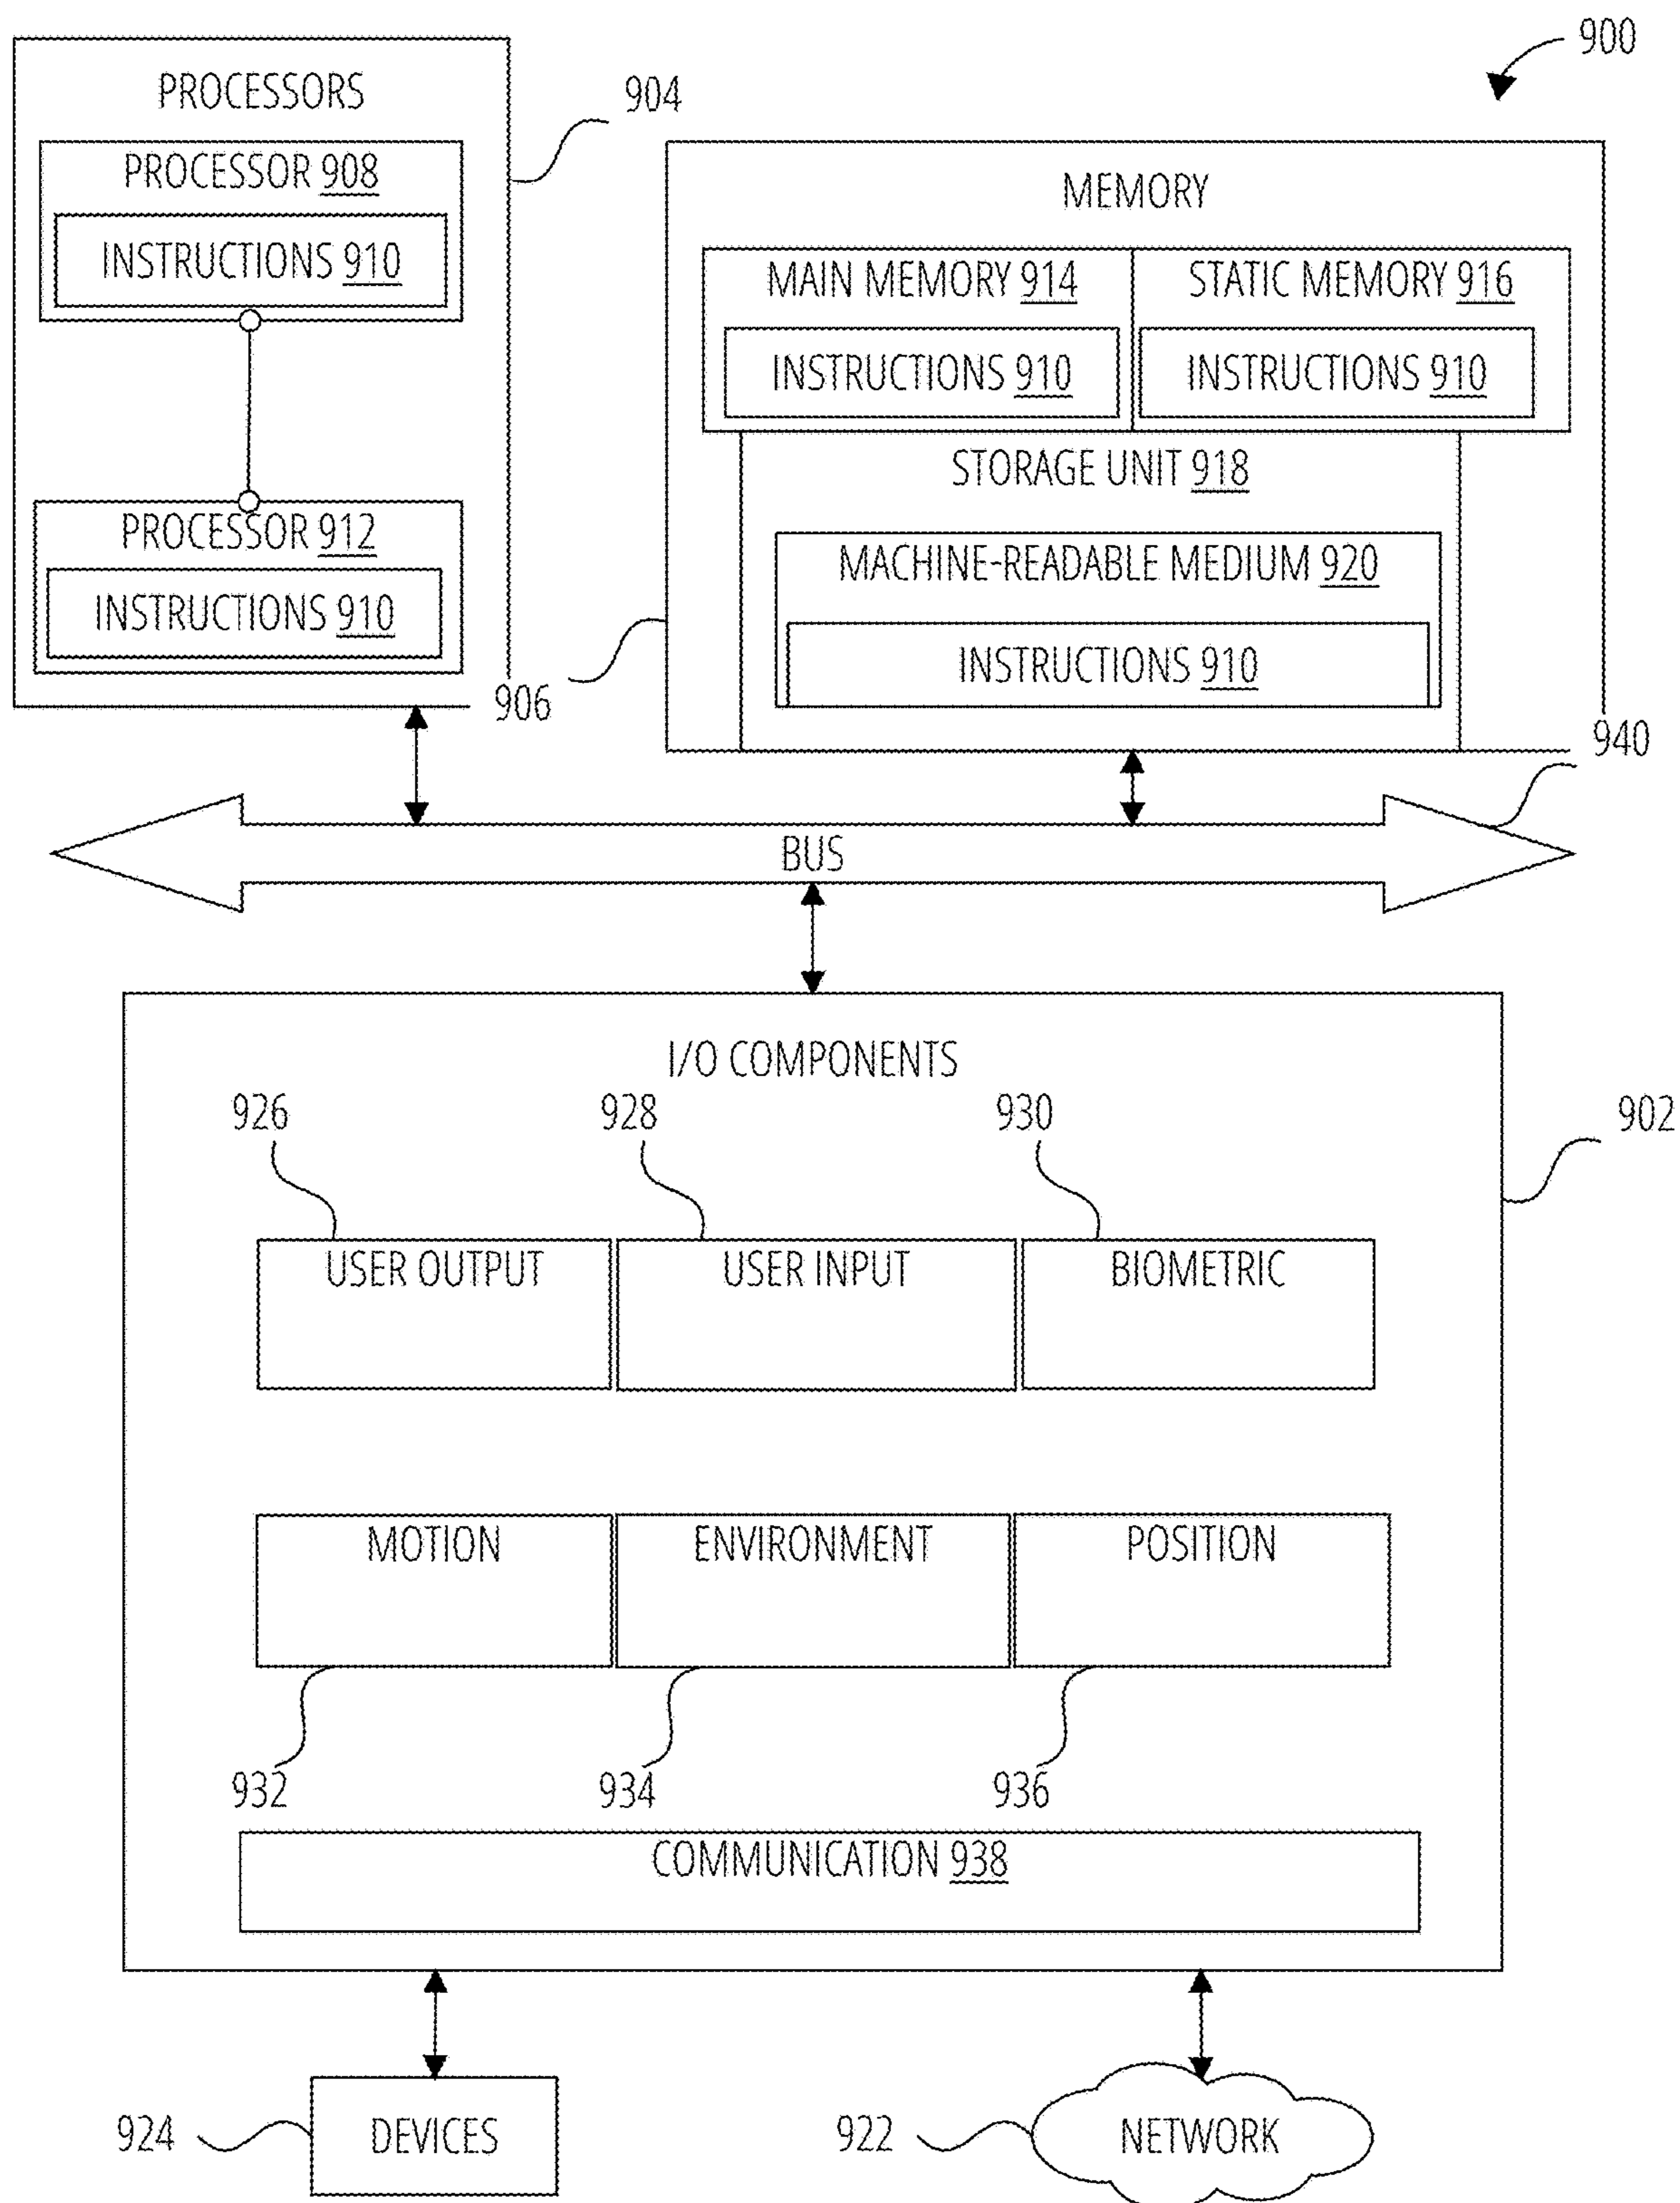 900
PROCESSORS
904
PROCESSOR 908
INSTRUCTIONS 910
PROCESSOR 912
INSTRUCTIONS 910
MEMORY
MAIN MEMORY 914
STATIC MEMORY 916
INSTRUCTIONS 910
INSTRUCTIONS 910
STORAGE UNIT 918
MACHINE-READABLE MEDIUM 920
INSTRUCTIONS 910
906
940
BUS
I/O COMPONENTS
902
926
928
930
USER OUTPUT
USER INPUT
BIOMETRIC
MOTION
ENVIRONMENT
POSITION
932
934
936
COMMUNICATION 938
924
DEVICES
922
NETWORK